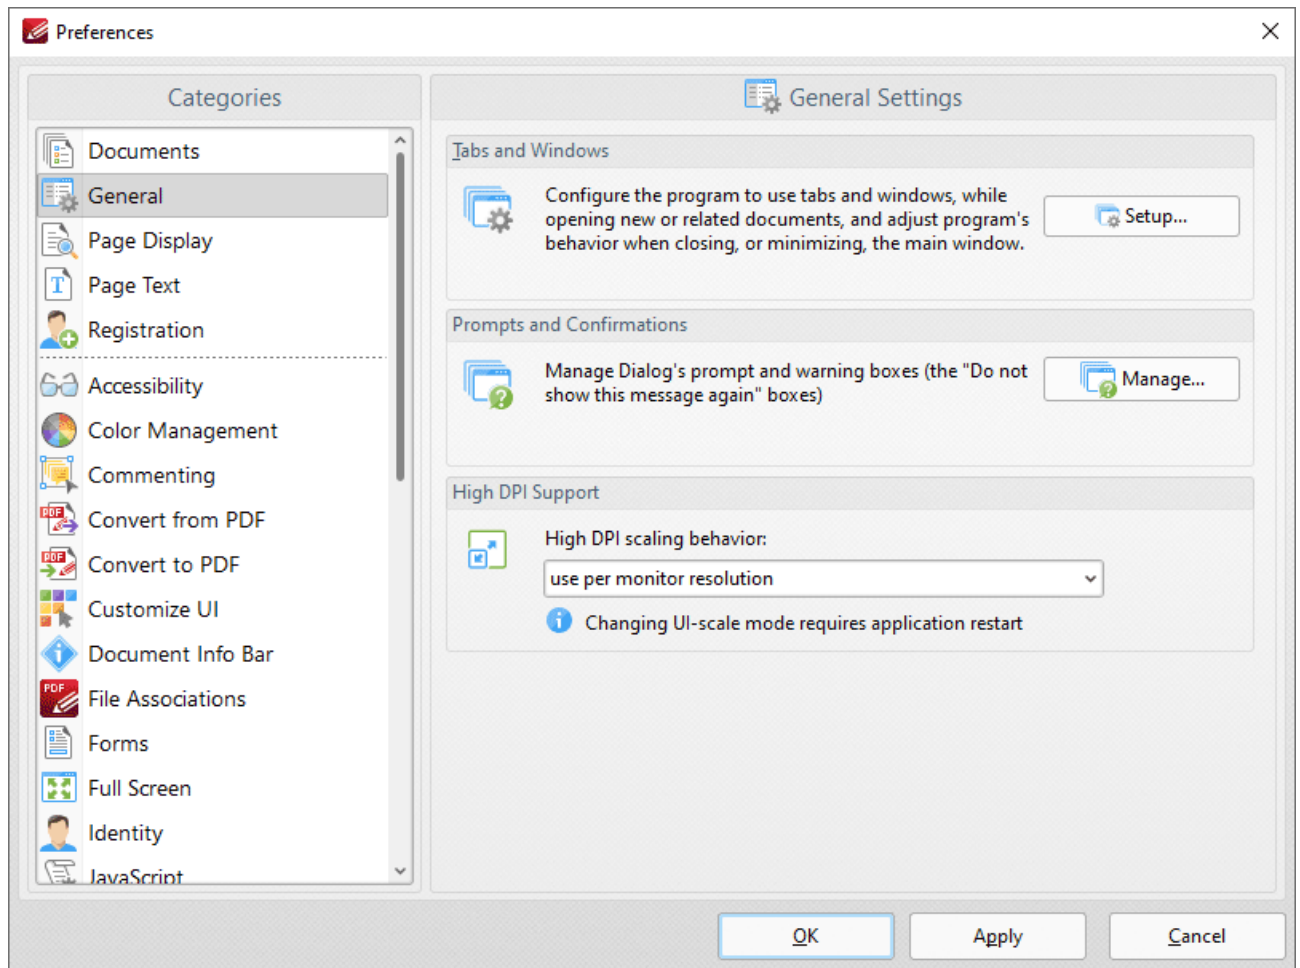 Preferences
Categories
Documents
General
Page Display
Page Text
Registration
Accessibility
Color Management
Commenting
Convert from PDF
Convert to PDF
Customize UI
Document Info Bar
File Associations
Forms
Full Screen
Identity
JavaScript
General Settings
Tabs and Windows
Configure the program to use tabs and windows, while
opening new or related documents, and adjust program's
behavior when closing, or minimizing, the main window.
Setup...
Prompts and Confirmations
Manage Dialog's prompt and warning boxes (the "Do not
show this message again" boxes)
Manage...
High DPI Support
High DPI scaling behavior:
use per monitor resolution
Changing UI-scale mode requires application restart
OK
Apply
Cancel